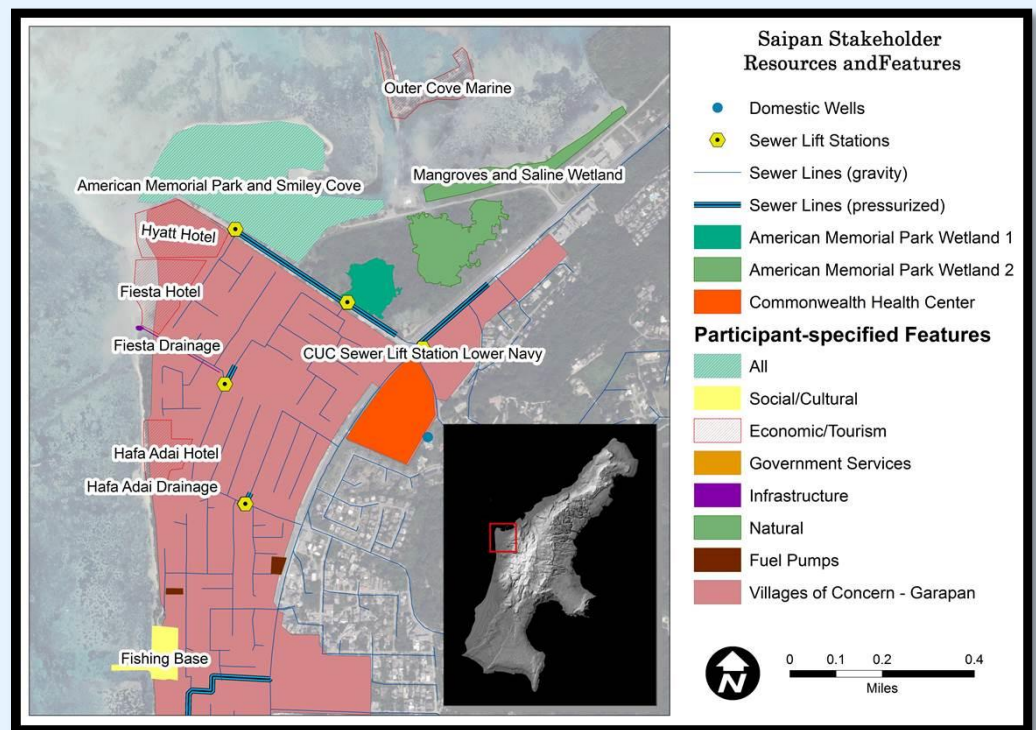 Saipan Stakeholder
Resources andFeatures
Domestic Wells
Sewer Lift Stations
Sewer Lines (gravity)
Sewer Lines (pressurized)
American Memorial Park Wetland 1
American Memorial Park Wetland 2
Commonwealth Health Center
Participant-specified Features
All
Social/Cultural
Economic/Tourism
Government Services
Infrastructure
Natural
Fuel Pumps
Villages of Concern - Garapan
N
0 0.1 0.2 0.4
Miles
Outer Cove Marine
American Memorial Park and Smiley Cove
Mangroves and Saline Wetland
Hyatt Hotel
Fiesta Hotel
Fiesta Drainage
CUC Sewer Lift Station Lower Navy
Hafa Adai Hotel
Hafa Adai Drainage
Fishing Base